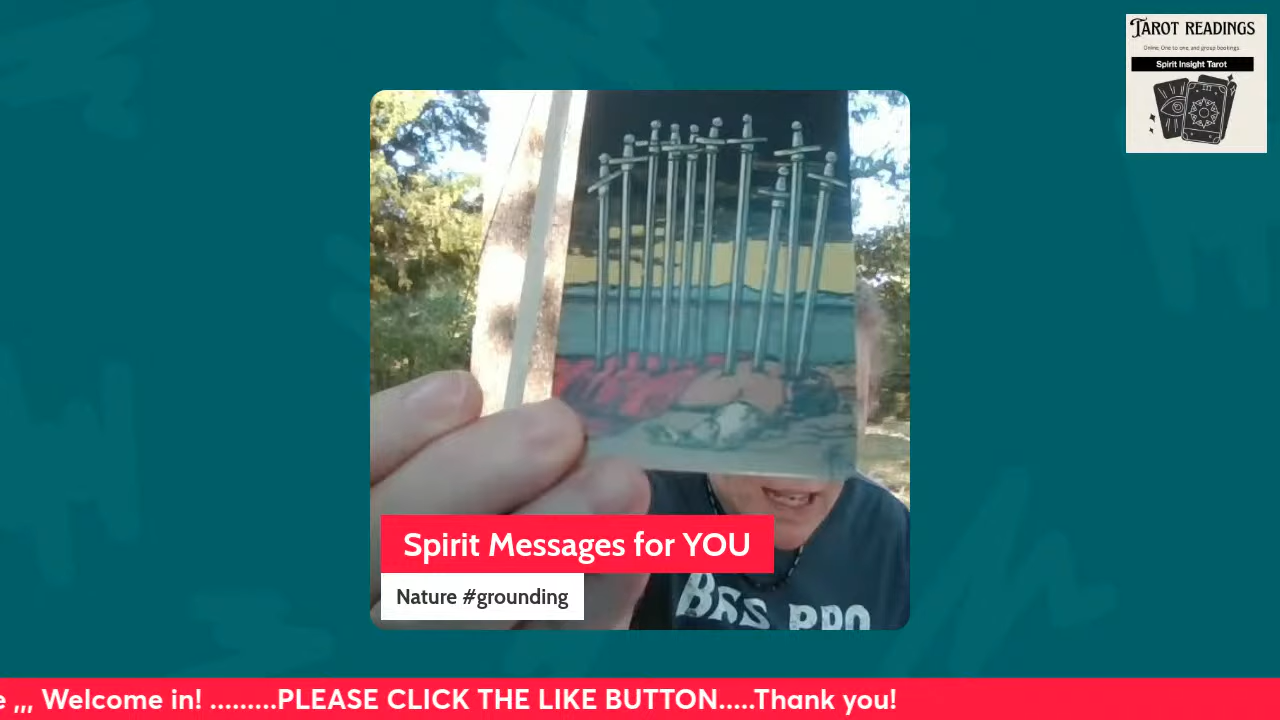 TAROT READINGS
Online, One to one, and group bookings.
Spirit Insight Tarot
Spirit Messages for YOU
Nature #grounding
e ,,, Welcome in! .........PLEASE CLICK THE LIKE BUTTON.....Thank you!